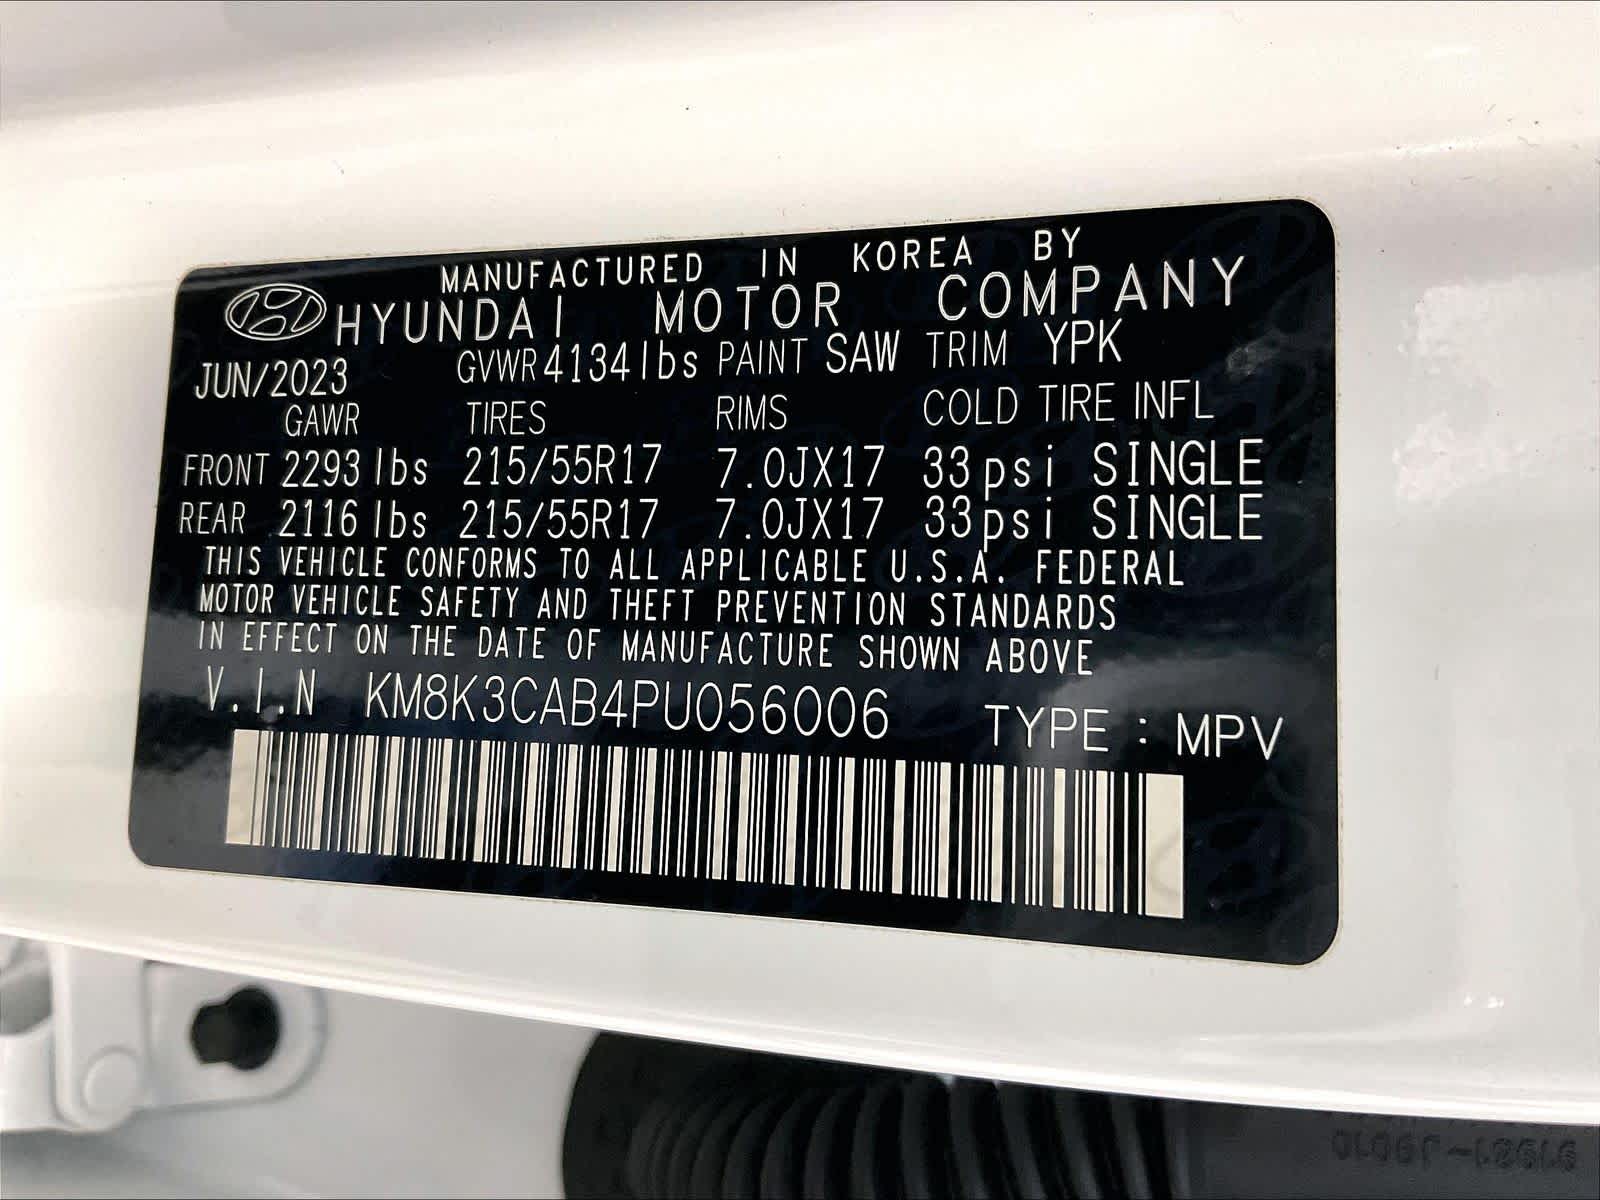 MANUFACTURED IN KOREA BY
HYUNDAI MOTOR COMPANY
JUN/2023 GVWR 4134lbs PAINT SAW TRIM YPK
GAWR TIRES RIMS COLD TIRE INFL
FRONT 2293 lbs 215/55R17 7.0JX17 33psi SINGLE
REAR 2116 lbs 215/55R17 7.0JX17 33psi SINGLE
THIS VEHICLE CONFORMS TO ALL APPLICABLE U.S.A. FEDERAL
MOTOR VEHICLE SAFETY AND THEFT PREVENTION STANDARDS
IN EFFECT ON THE DATE OF MANUFACTURE SHOWN ABOVE
V.I.N KM8K3CAB4PU056006 TYPE : MPV